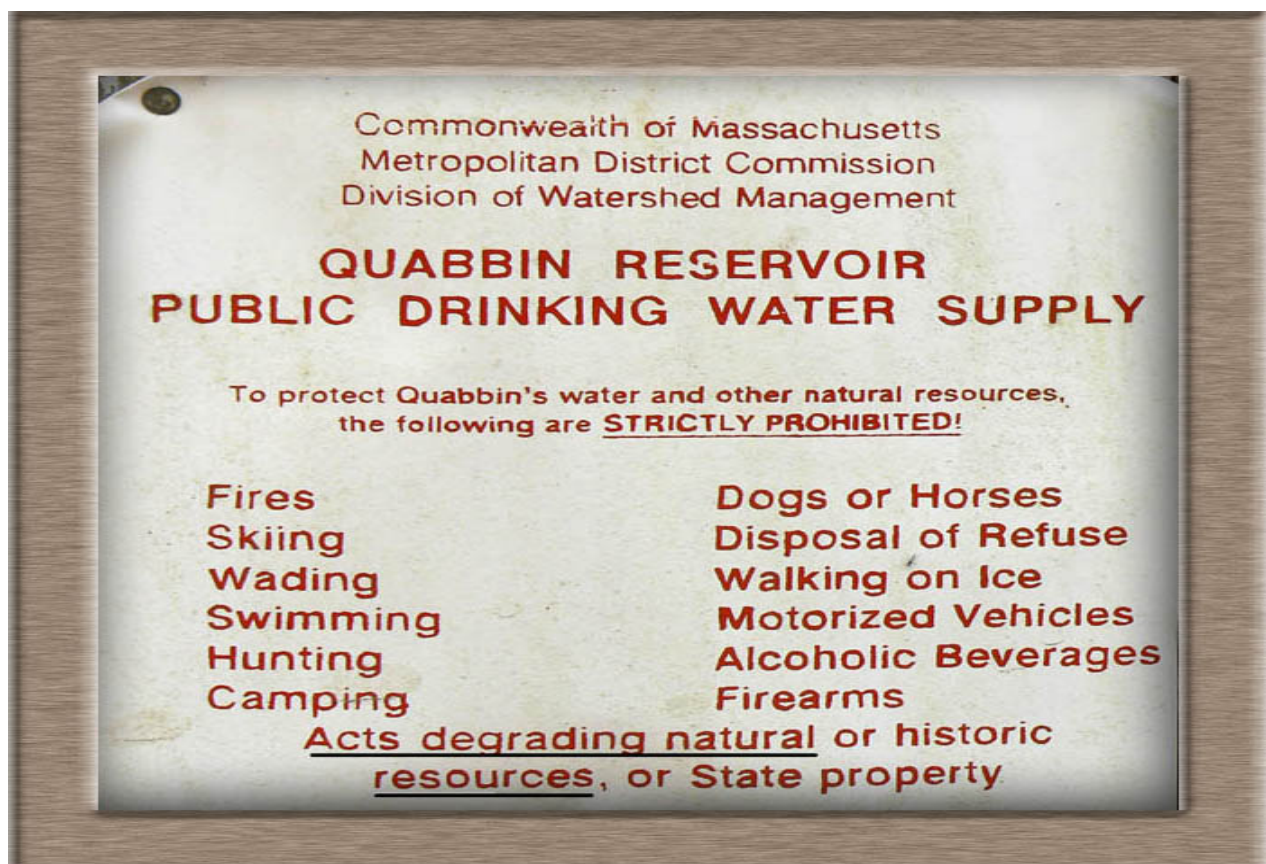 Commonwealth of Massachusetts
Metropolitan District Commission
Division of Watershed Management
QUABBIN RESERVOIR
PUBLIC DRINKING WATER SUPPLY
To protect Quabbin's water and other natural resources,
the following are STRICTLY PROHIBITED!
Fires
Skiing
Wading
Swimming
Hunting
Camping
Dogs or Horses
Disposal of Refuse
Walking on Ice
Motorized Vehicles
Alcoholic Beverages
Firearms
Acts degrading natural or historic
resources, or State property